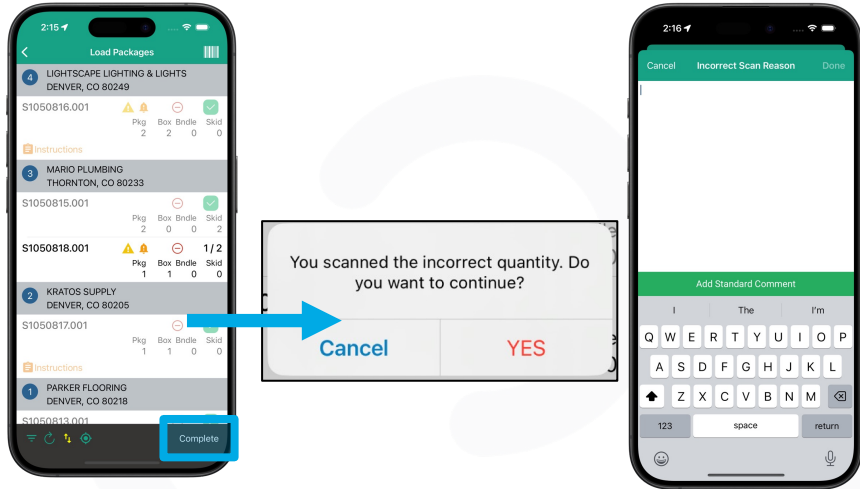 2:15
Load Packages
4 LIGHTSCAPE LIGHTING & LIGHTS
DENVER, CO 80249
S1050816.001
Pkg Box Bndle Skid
2 2 0 0
Instructions
3 MARIO PLUMBING
THORNTON, CO 80233
S1050815.001
Pkg Box Bndle Skid
2 0 0 2
S1050818.001 1 / 2
Pkg Box Bndle Skid
1 1 0 0
2 KRATOS SUPPLY
DENVER, CO 80205
S1050817.001
Pkg Box Bndle Skid
1 1 0 0
Instructions
1 PARKER FLOORING
DENVER, CO 80218
S1050813.001
Complete
You scanned the incorrect quantity. Do
you want to continue?
Cancel YES
2:16
Cancel Incorrect Scan Reason Done
Add Standard Comment
I The I'm
Q W E R T Y U I O P
A S D F G H J K L
Z X C V B N M
123 space return